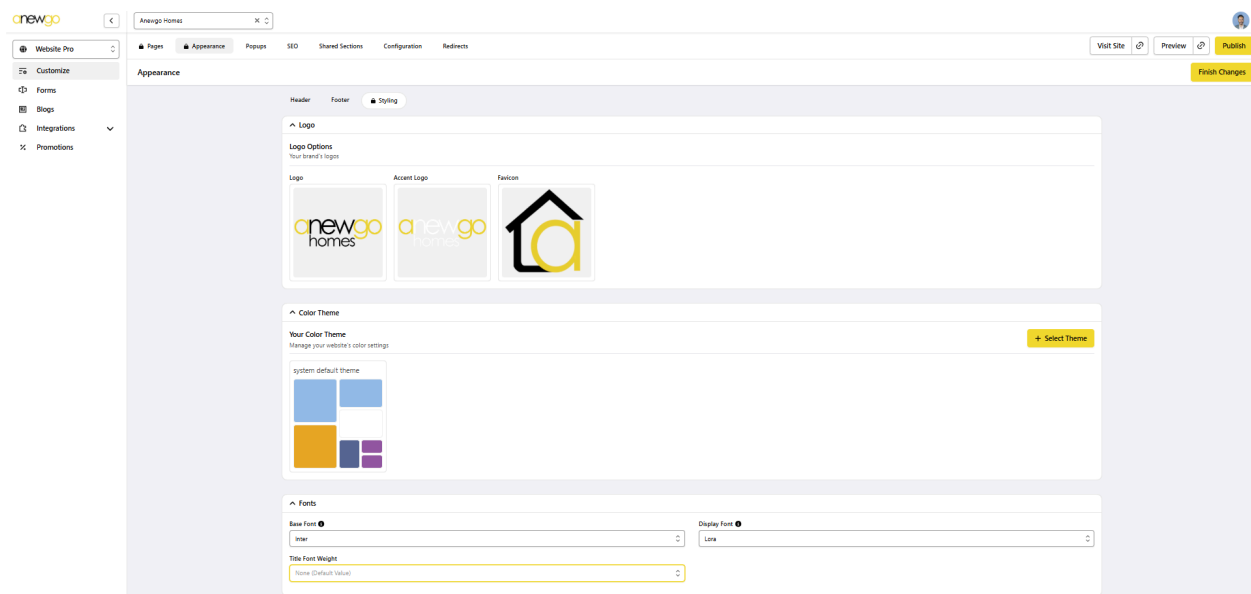 anewgo
Anewgo Homes
Website Pro
Customize
Forms
Blogs
Integrations
Promotions
Pages
Appearance
Popups
SEO
Shared Sections
Configuration
Redirects
Visit Site
Preview
Publish
Appearance
Finish Changes
Header
Footer
Styling
Logo
Logo Options
Your brand's logos
Logo
Accent Logo
Favicon
anewgo
homes
anewgo
homes
a
Color Theme
Your Color Theme
Manage your website's color settings
+ Select Theme
system default theme
Fonts
Base Font
Display Font
Inter
Lora
Title Font Weight
None (Default Value)